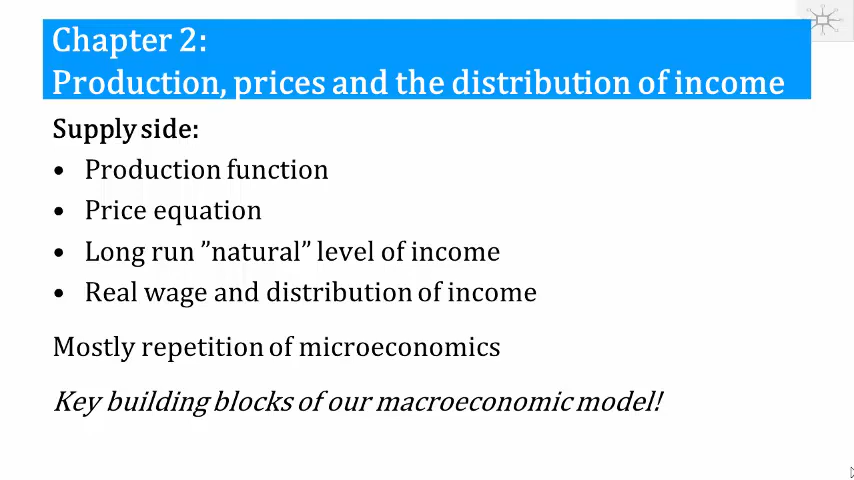 Chapter 2:
Production, prices and the distribution of income
Supply side:
• Production function
• Price equation
• Long run ”natural” level of income
• Real wage and distribution of income
Mostly repetition of microeconomics
Key building blocks of our macroeconomic model!